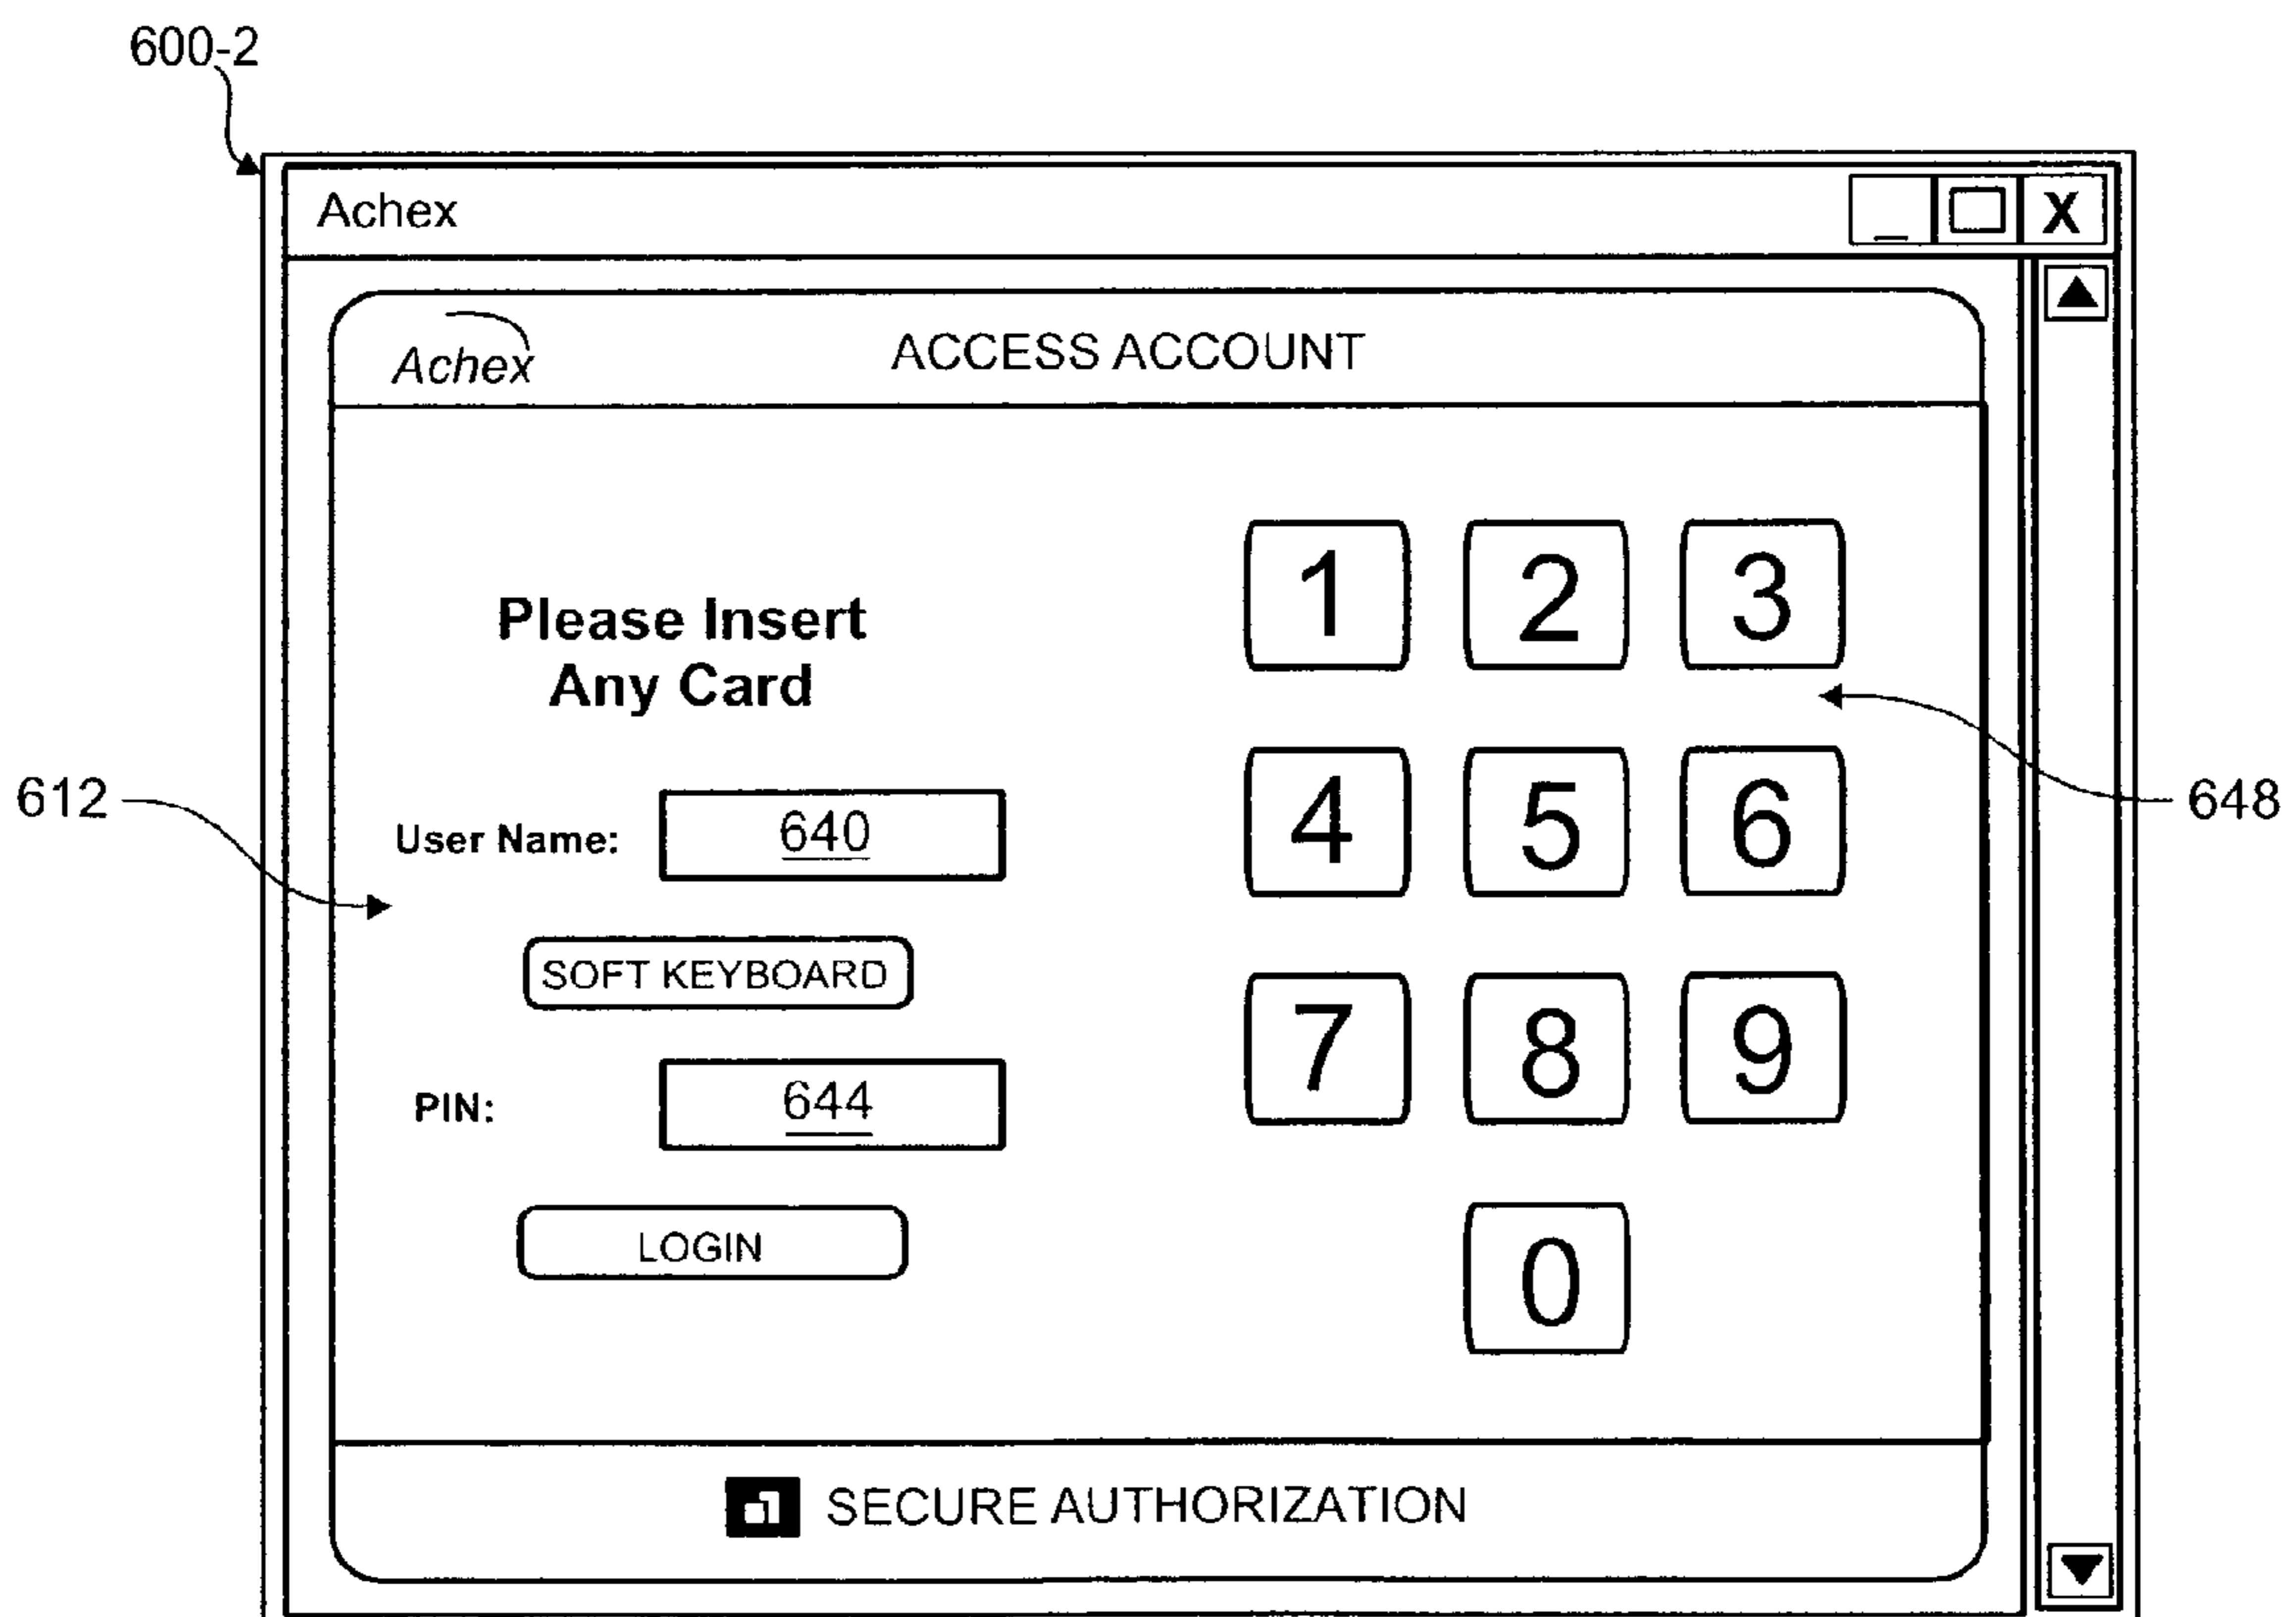 600-2
Achex
X
Achex
ACCESS ACCOUNT
1 2 3
Please Insert
Any Card
648
612
User Name: 640
4 5 6
SOFT KEYBOARD
7 8 9
PIN: 644
LOGIN
0
SECURE AUTHORIZATION